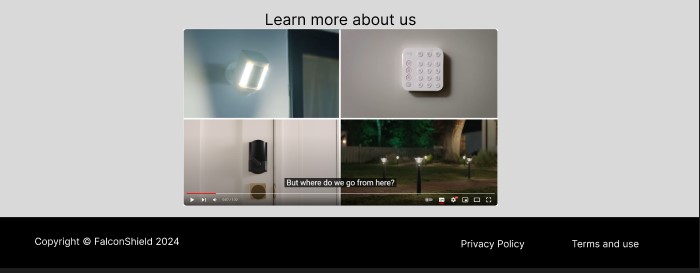 Learn more about us
But where do we go from here?
Copyright © FalconShield 2024
Privacy Policy
Terms and use